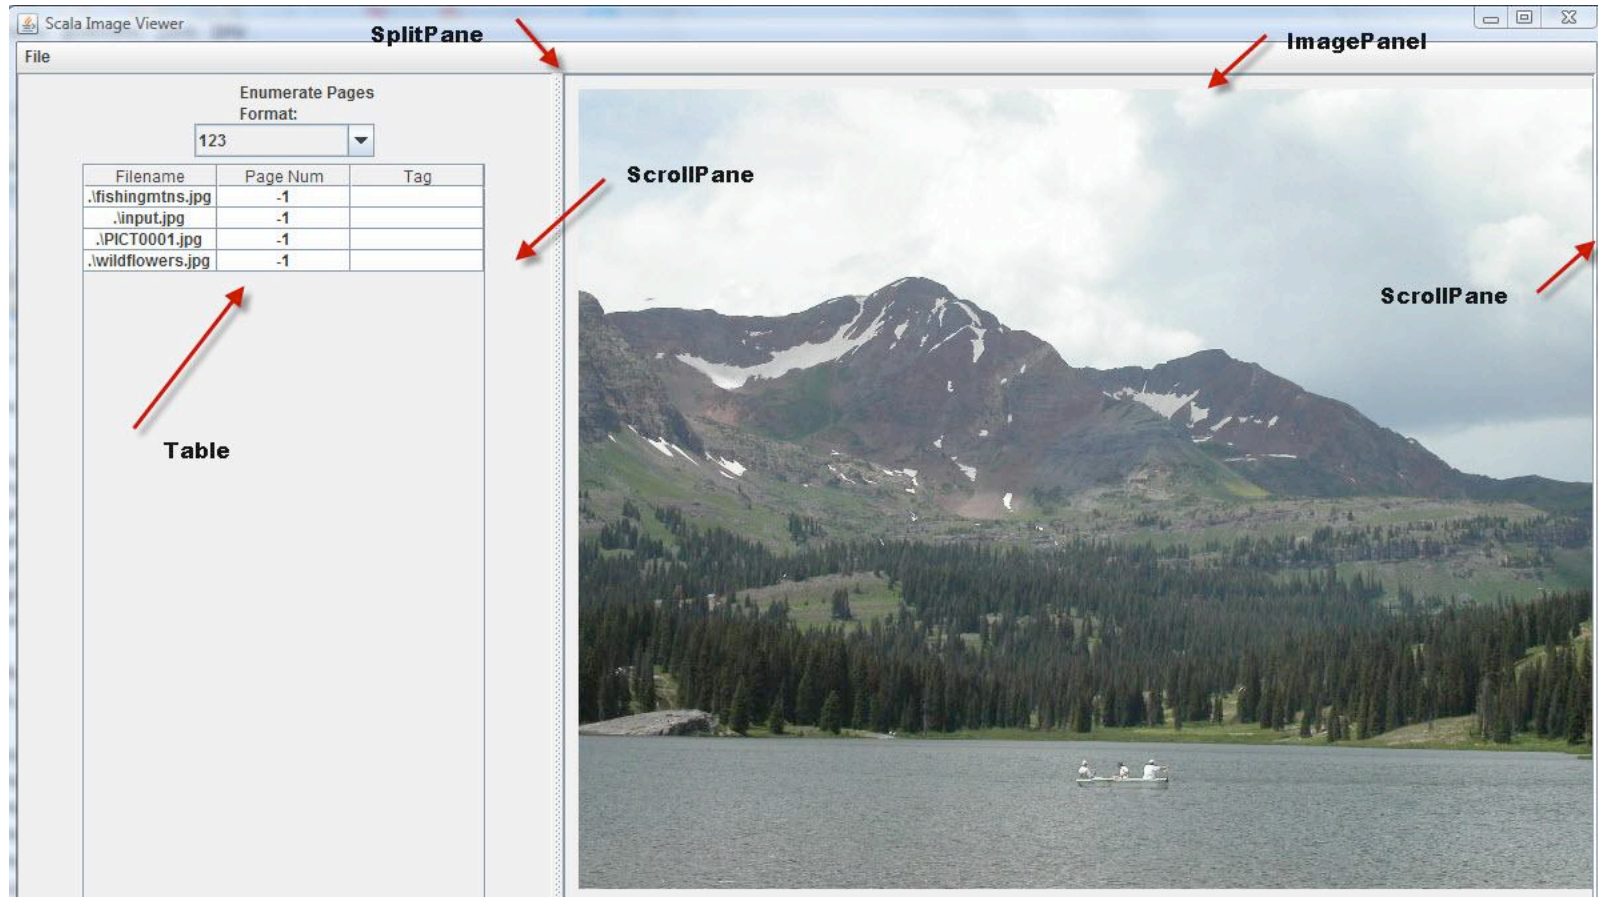 Scala Image Viewer
SplitPane
ImagePanel
File
Enumerate Pages
Format:
123
Filename Page Num Tag
.\fishingmtns.jpg -1
.\input.jpg -1
.\PICT0001.jpg -1
.\wildflowers.jpg -1
ScrollPane
ScrollPane
Table